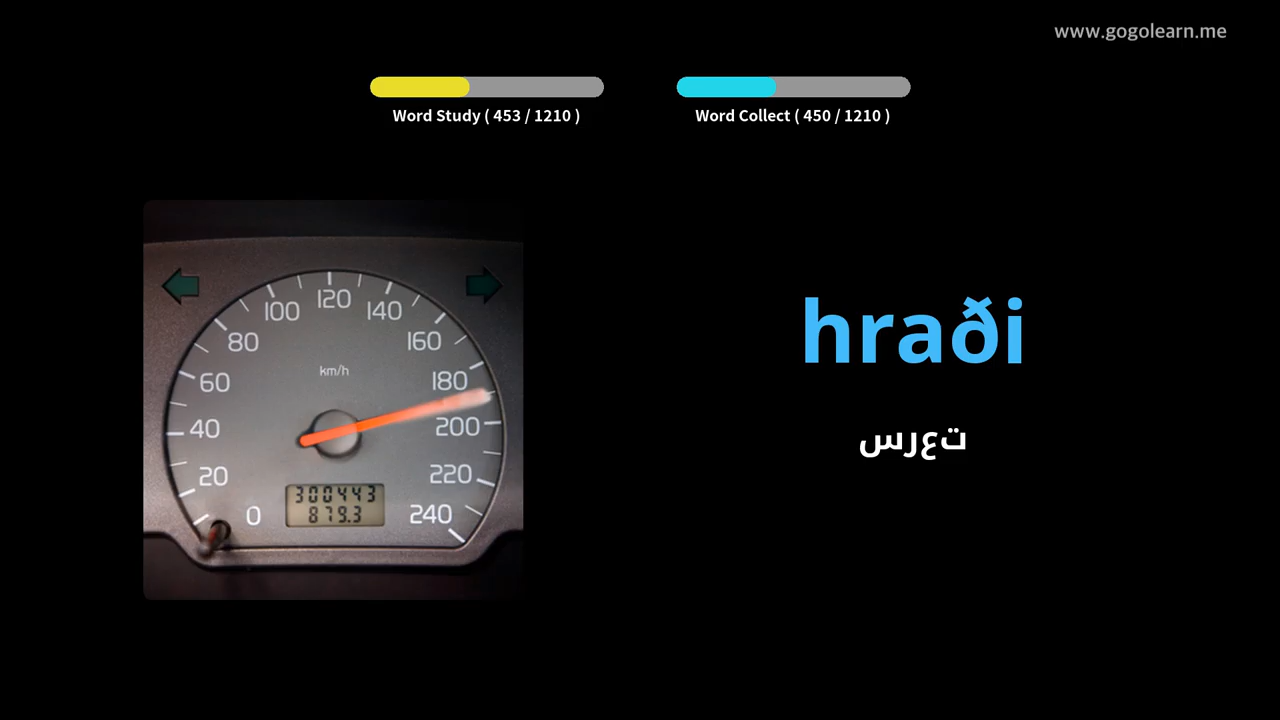 www.gogolearn.me
Word Study ( 453 / 1210 )
Word Collect ( 450 / 1210 )
hraði
تعرس
100
120
140
80
160
km/h
60
180
40
200
20
220
0
240
300443
879.3